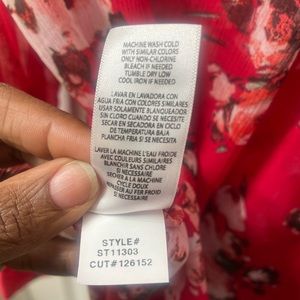 MACHINE WASH COLD
WITH SIMILAR COLORS
ONLY NON-CHLORINE
BLEACH IF NEEDED
TUMBLE DRY LOW
COOL IRON IF NEEDED
LAVAR EN LAVADORA CON
AGUA FRIA CON COLORES SIMILARES
USAR SOLAMENTE BLANQUEADOR
SIN CLORO CUANDO SE NECESITE
SECAR EN SECADORA EN CICLO
DE TEMPERATURA BAJA
PLANCHA FRIA SI SE NECESITA
LAVER LA MACHINE L'EAU FROIDE
AVEC COULEURS SIMILAIRES
BLANCHIR SANS CHLORE
SI NECESSAIRE
SECHER A LA MACHINE
CYCLE DOUX
REPASSER AU FER FROID
SI NECESSAIRE
STYLE#
ST11303
CUT#126152